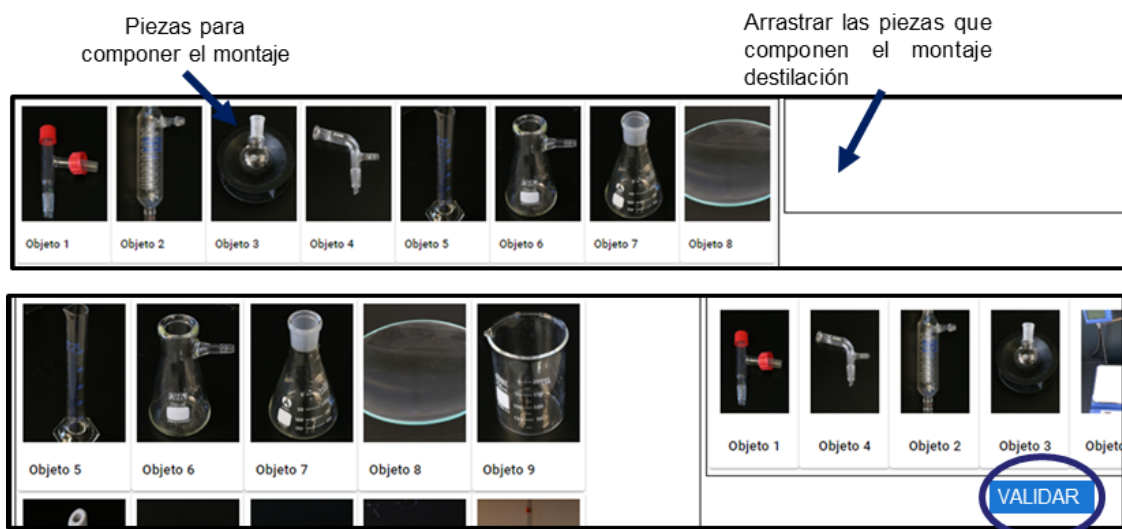 Piezas para
componer el montaje
Arrastrar las piezas que
componen el montaje
destilación
Objeto 1
Objeto 2
Objeto 3
Objeto 4
Objeto 5
Objeto 6
Objeto 7
Objeto 8
Objeto 5
Objeto 6
Objeto 7
Objeto 8
Objeto 9
Objeto 1
Objeto 4
Objeto 2
Objeto 3
Objeto
VALIDAR